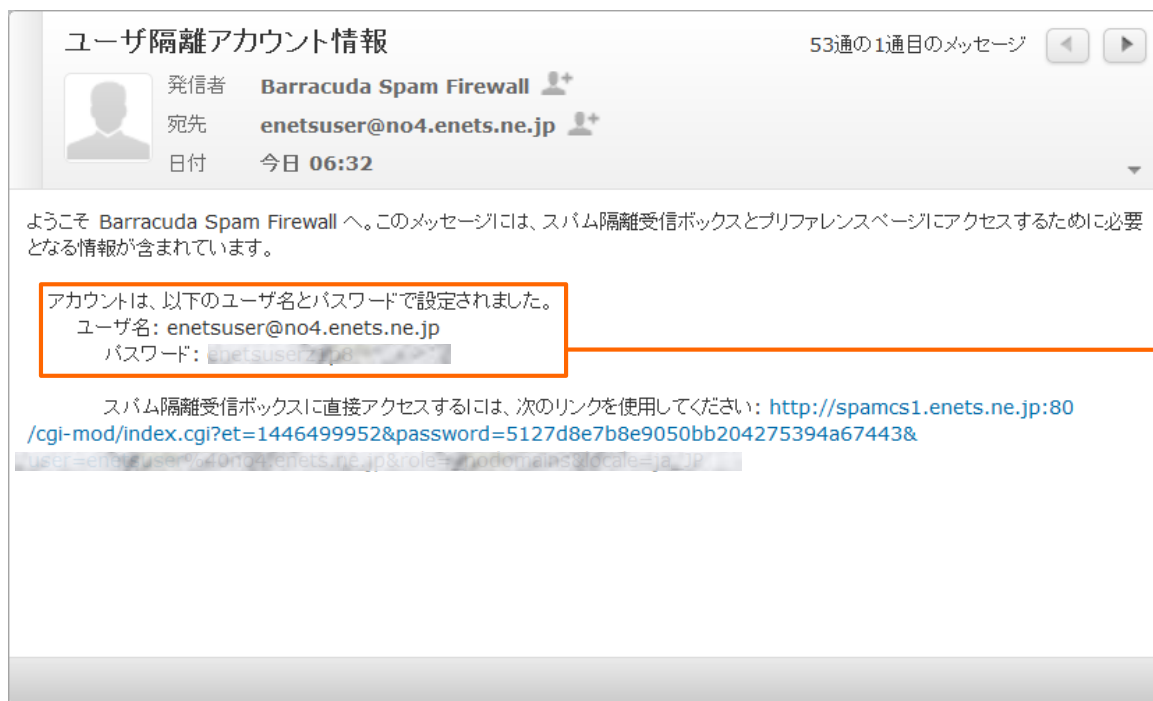 ユーザ隔離アカウント情報
53通の1通目のメッセージ
発信者 Barracuda Spam Firewall
宛先 enetsuser@no4.enets.ne.jp
日付 今日 06:32
ようこそ Barracuda Spam Firewall へ。このメッセージには、スパム隔離受信ボックスとプリファレンスページにアクセスするために必要
となる情報が含まれています。
アカウントは、以下のユーザ名とパスワードで設定されました。
ユーザ名: enetsuser@no4.enets.ne.jp
パスワード:
スパム隔離受信ボックスに直接アクセスするには、次のリンクを使用してください: http://spamcs1.enets.ne.jp:80
/cgi-mod/index.cgi?et=1446499952&password=5127d8e7b8e9050bb204275394a67443&